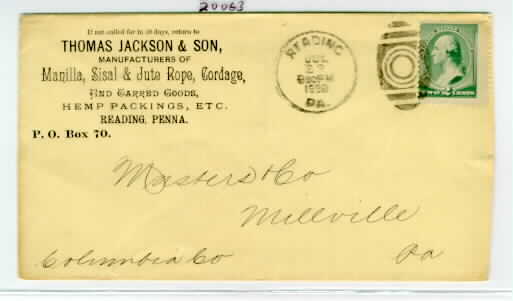 20063
If not called for in 10 days, return to
THOMAS JACKSON & SON,
MANUFACTURERS OF
Manilla, Sisal & Jute Rope, Cordage,
AND TARRED GOODS,
HEMP PACKINGS, ETC.
READING, PENNA.
P. O. Box 70.
READING
PA.
Masters & Co
Millville
Columbia Co
Pa